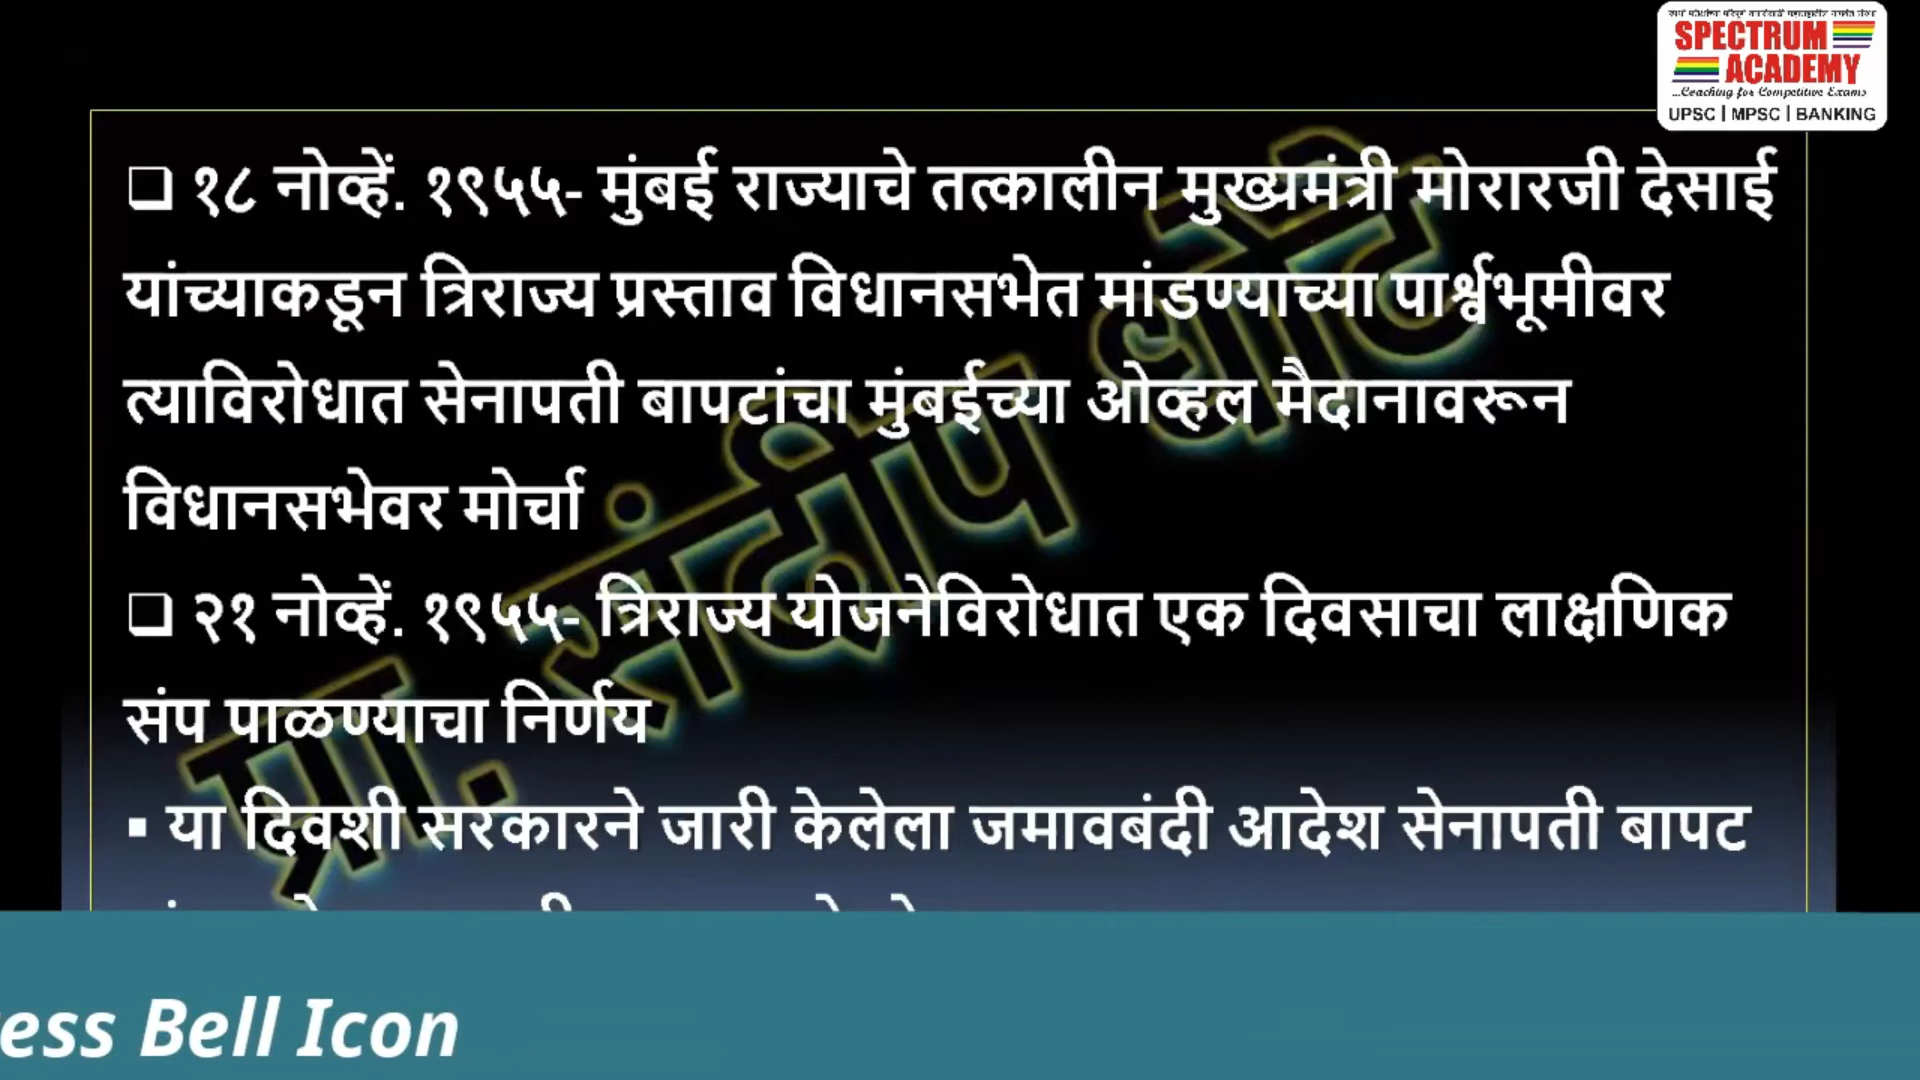 SPECTRUM
ACADEMY
...Coaching for Competitive Exams
UPSC | MPSC | BANKING
❑ १८ नोव्हें. १९५५- मुंबई राज्याचे तत्कालीन मुख्यमंत्री मोरारजी देसाई
यांच्याकडून त्रिराज्य प्रस्ताव विधानसभेत मांडण्याच्या पार्श्वभूमीवर
त्याविरोधात सेनापती बापटांचा मुंबईच्या ओव्हल मैदानावरून
विधानसभेवर मोर्चा
❑ २१ नोव्हें. १९५५- त्रिराज्य योजनेविरोधात एक दिवसाचा लाक्षणिक
संप पाळण्याचा निर्णय
▪ या दिवशी सरकारने जारी केलेला जमावबंदी आदेश सेनापती बापट
प्रा. संदीप धोटे
ess Bell Icon